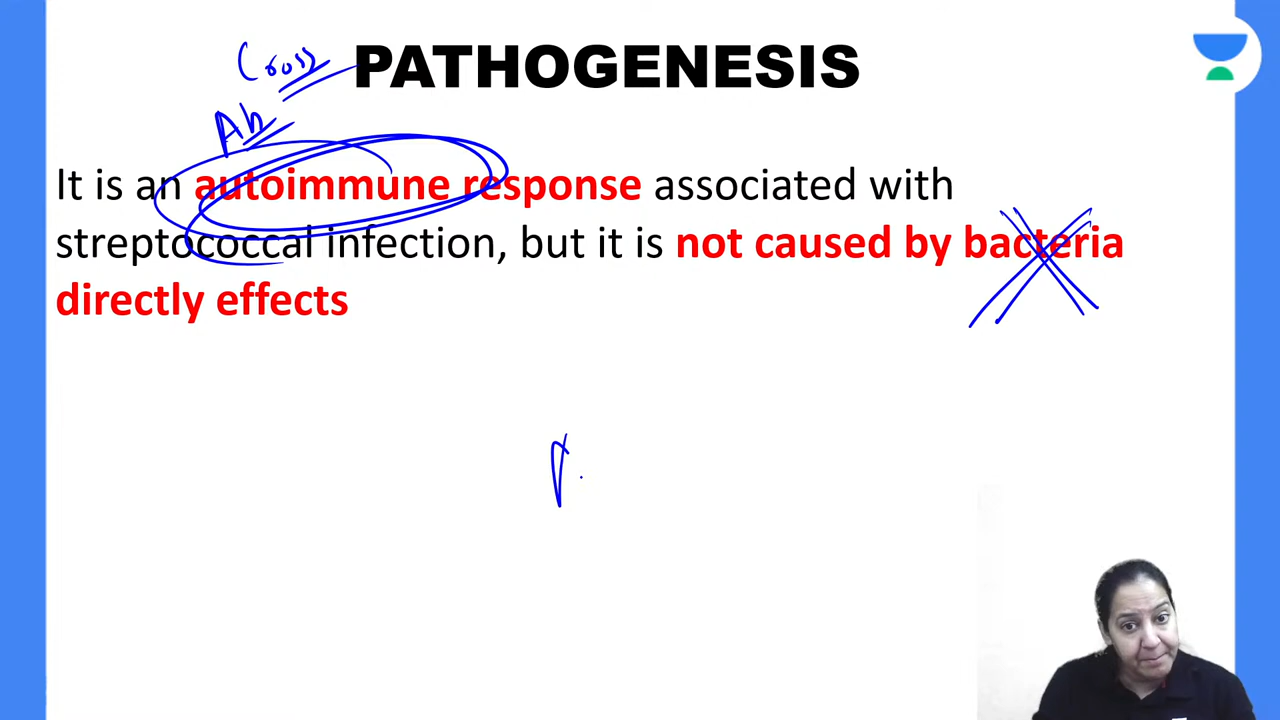 Cross
PATHOGENESIS
Ab
It is an autoimmune response associated with
streptococcal infection, but it is not caused by bacteria
directly effects